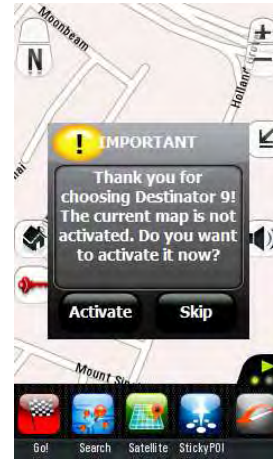 Moonbeam
N
Holland
IMPORTANT
Thank you for
choosing Destinator 9!
The current map is not
activated. Do you want
to activate it now?
Activate Skip
Mount
Go! Search Satellite StickyPOI